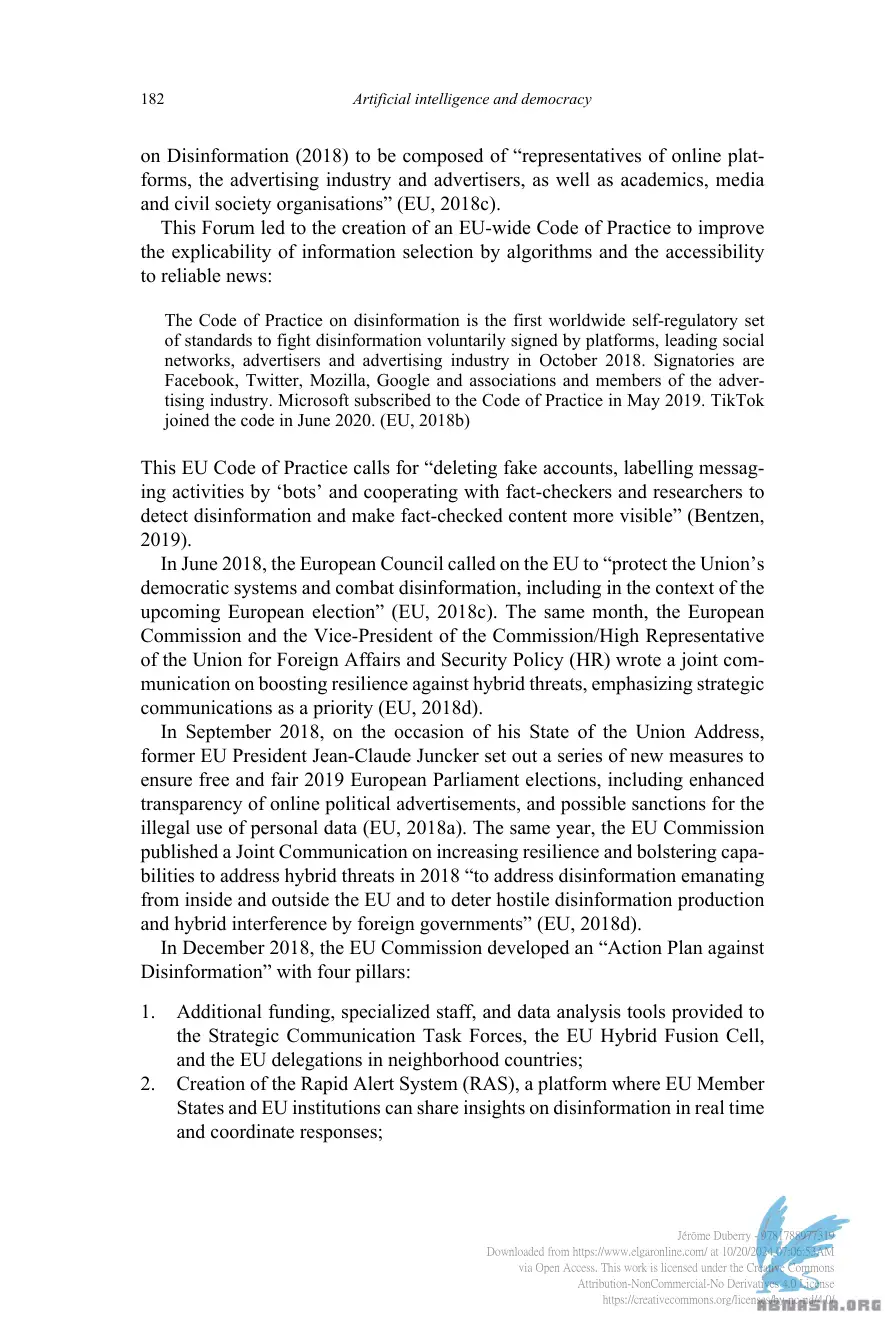 182 Artificial intelligence and democracy
on Disinformation (2018) to be composed of “representatives of online plat-
forms, the advertising industry and advertisers, as well as academics, media
and civil society organisations” (EU, 2018c).
This Forum led to the creation of an EU-wide Code of Practice to improve
the explicability of information selection by algorithms and the accessibility
to reliable news:
The Code of Practice on disinformation is the first worldwide self-regulatory set
of standards to fight disinformation voluntarily signed by platforms, leading social
networks, advertisers and advertising industry in October 2018. Signatories are
Facebook, Twitter, Mozilla, Google and associations and members of the adver-
tising industry. Microsoft subscribed to the Code of Practice in May 2019. TikTok
joined the code in June 2020. (EU, 2018b)
This EU Code of Practice calls for “deleting fake accounts, labelling messag-
ing activities by ‘bots’ and cooperating with fact-checkers and researchers to
detect disinformation and make fact-checked content more visible” (Bentzen,
2019).
In June 2018, the European Council called on the EU to “protect the Union’s
democratic systems and combat disinformation, including in the context of the
upcoming European election” (EU, 2018c). The same month, the European
Commission and the Vice-President of the Commission/High Representative
of the Union for Foreign Affairs and Security Policy (HR) wrote a joint com-
munication on boosting resilience against hybrid threats, emphasizing strategic
communications as a priority (EU, 2018d).
In September 2018, on the occasion of his State of the Union Address,
former EU President Jean-Claude Juncker set out a series of new measures to
ensure free and fair 2019 European Parliament elections, including enhanced
transparency of online political advertisements, and possible sanctions for the
illegal use of personal data (EU, 2018a). The same year, the EU Commission
published a Joint Communication on increasing resilience and bolstering capa-
bilities to address hybrid threats in 2018 “to address disinformation emanating
from inside and outside the EU and to deter hostile disinformation production
and hybrid interference by foreign governments” (EU, 2018d).
In December 2018, the EU Commission developed an “Action Plan against
Disinformation” with four pillars:
1. Additional funding, specialized staff, and data analysis tools provided to
the Strategic Communication Task Forces, the EU Hybrid Fusion Cell,
and the EU delegations in neighborhood countries;
2. Creation of the Rapid Alert System (RAS), a platform where EU Member
States and EU institutions can share insights on disinformation in real time
and coordinate responses;
Jérôme Duberry - 9781788977319
Downloaded from https://www.elgaronline.com/ at 10/20/2024 07:06:53AM
via Open Access. This work is licensed under the Creative Commons
Attribution-NonCommercial-No Derivatives 4.0 License
https://creativecommons.org/licenses/by-nc-nd/4.0/
ABTNASIA.ORG